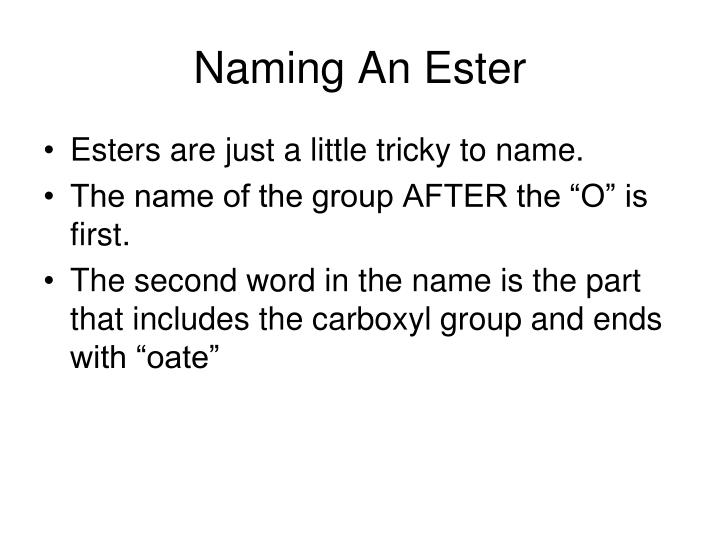 Naming An Ester
• Esters are just a little tricky to name.
• The name of the group AFTER the “O” is
first.
• The second word in the name is the part
that includes the carboxyl group and ends
with “oate”